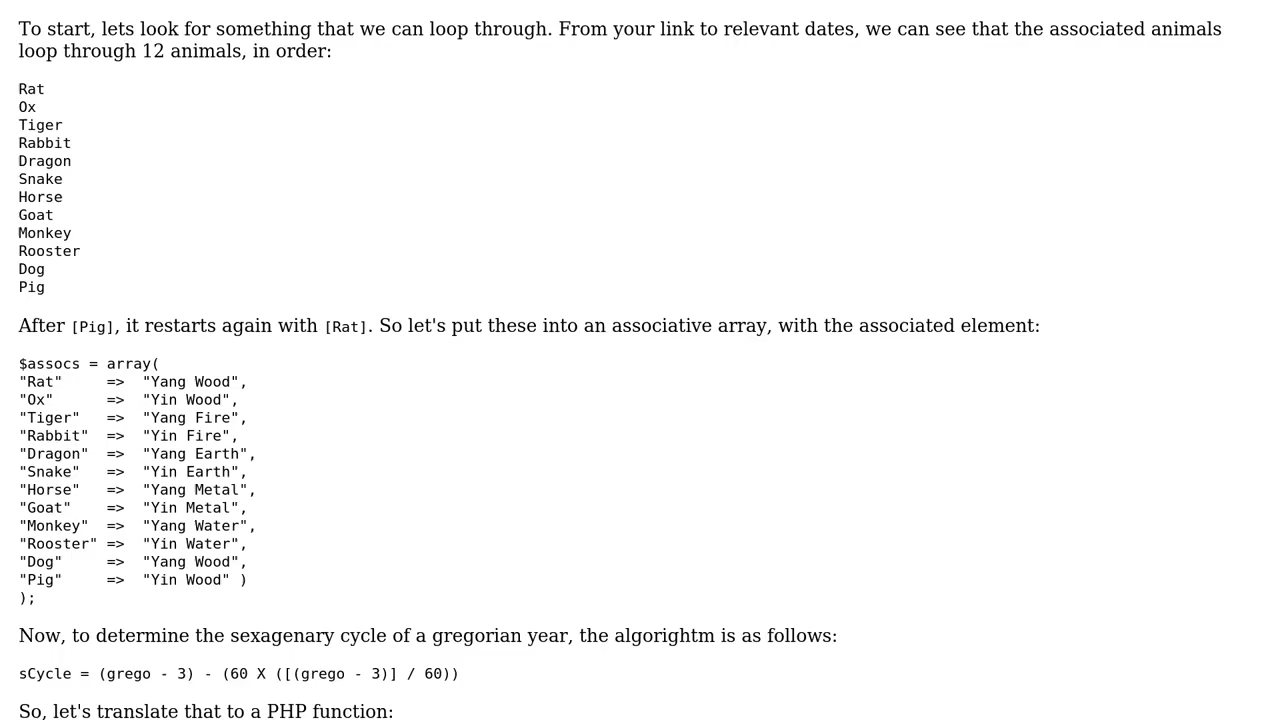 To start, lets look for something that we can loop through. From your link to relevant dates, we can see that the associated animals
loop through 12 animals, in order:
Rat
Ox
Tiger
Rabbit
Dragon
Snake
Horse
Goat
Monkey
Rooster
Dog
Pig
After [Pig], it restarts again with [Rat]. So let's put these into an associative array, with the associated element:
$assocs = array(
"Rat"     =>  "Yang Wood",
"Ox"      =>  "Yin Wood",
"Tiger"   =>  "Yang Fire",
"Rabbit"  =>  "Yin Fire",
"Dragon"  =>  "Yang Earth",
"Snake"   =>  "Yin Earth",
"Horse"   =>  "Yang Metal",
"Goat"    =>  "Yin Metal",
"Monkey"  =>  "Yang Water",
"Rooster" =>  "Yin Water",
"Dog"     =>  "Yang Wood",
"Pig"     =>  "Yin Wood" )
);
Now, to determine the sexagenary cycle of a gregorian year, the algorightm is as follows:
sCycle = (grego - 3) - (60 X ([(grego - 3)] / 60))
So, let's translate that to a PHP function: